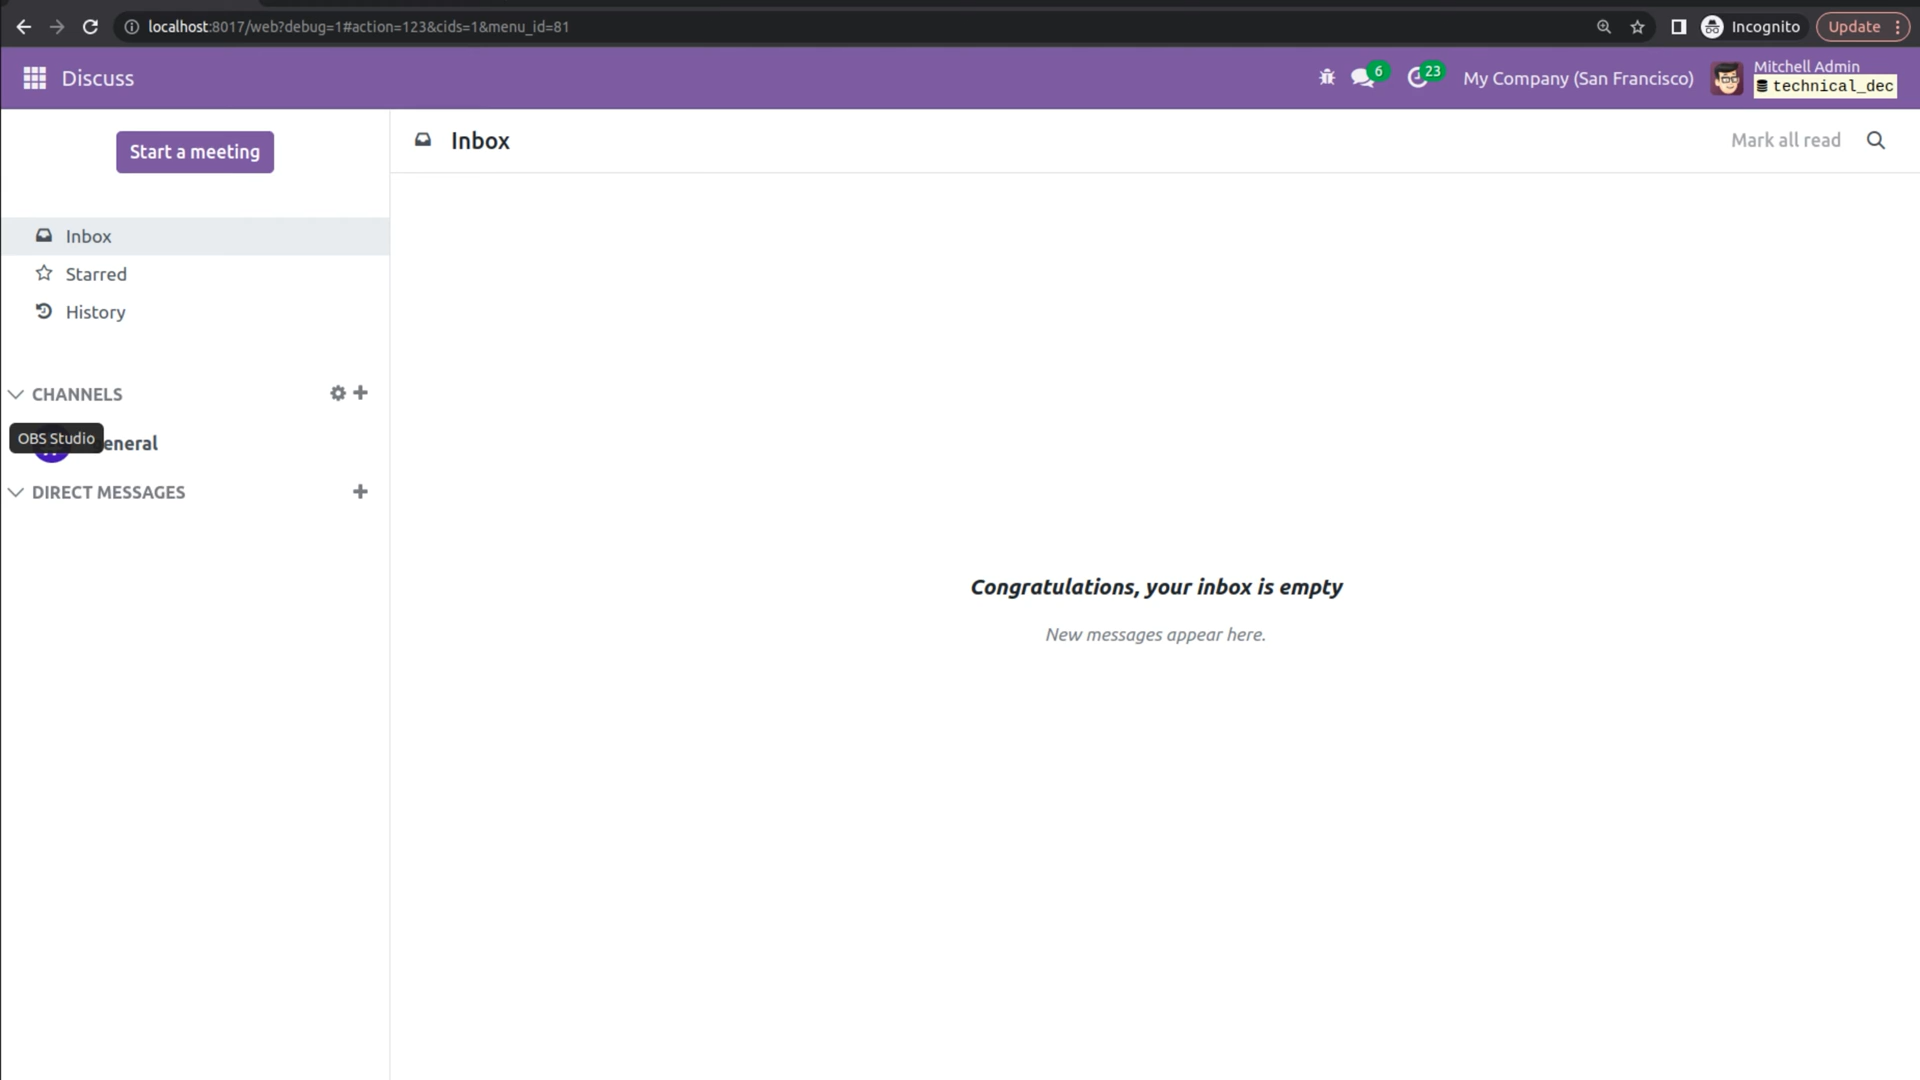 localhost:8017/web?debug=1#action=123&cids=1&menu_id=81
Incognito
Update
Discuss
6
23
My Company (San Francisco)
Mitchell Admin
technical_dec
Start a meeting
Inbox
Mark all read
Inbox
Starred
History
CHANNELS
OBS Studio
eneral
DIRECT MESSAGES
Congratulations, your inbox is empty
New messages appear here.